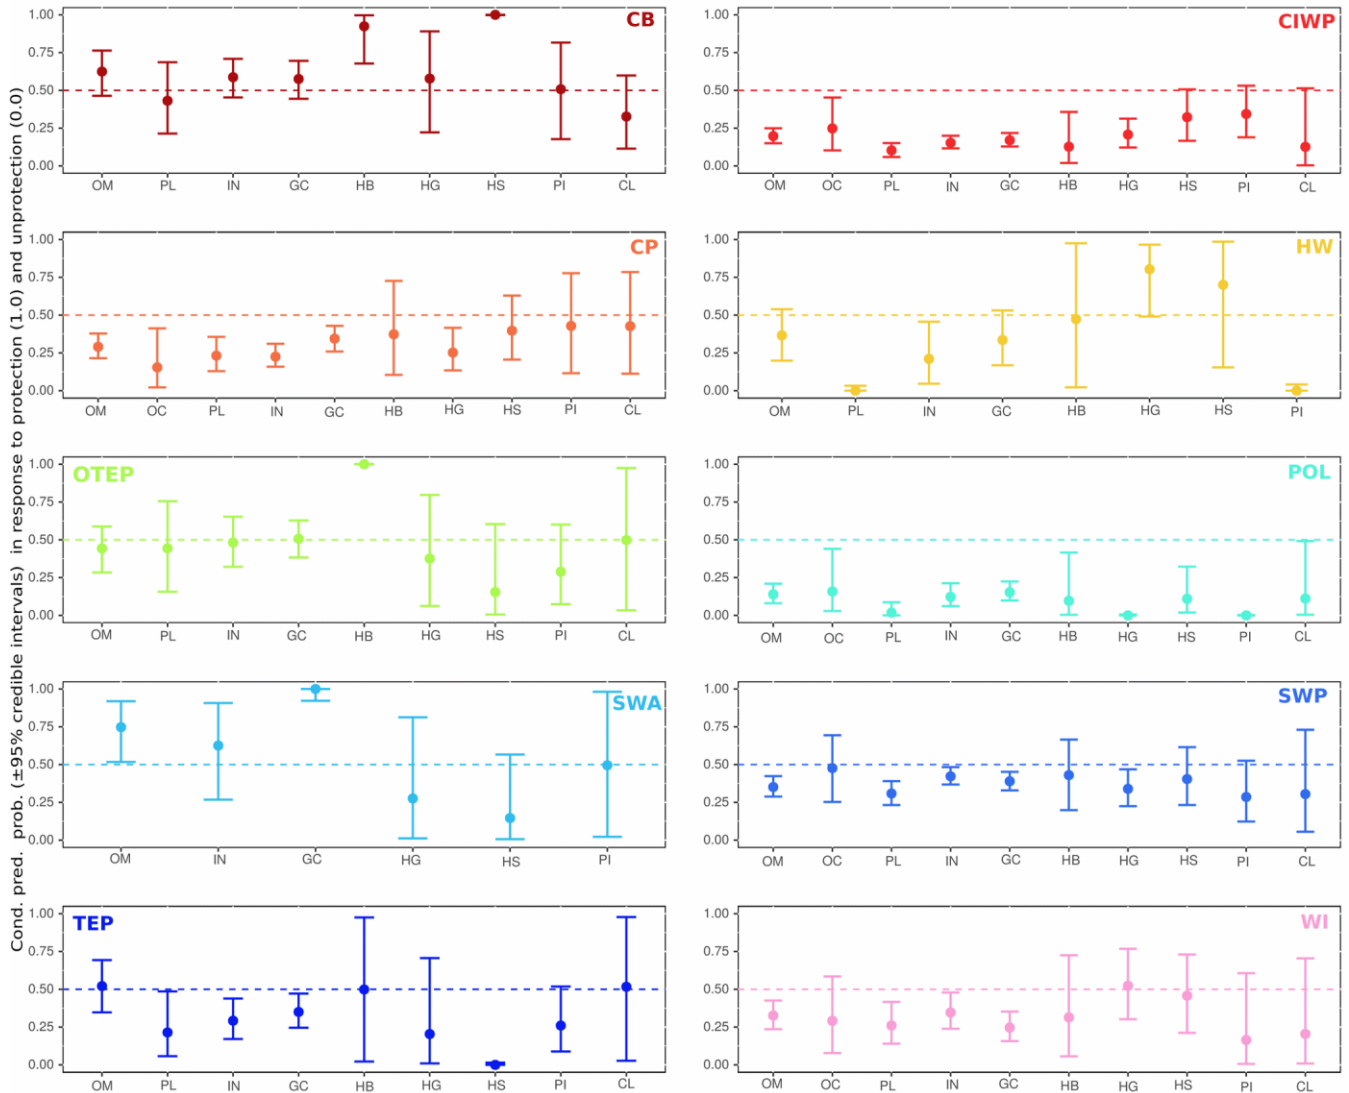 Cond. pred. prob. (±95% credible intervals) in response to protection (1.0) and unprotection (0.0)
CB
1.00
0.75
0.50
0.25
0.00
OM PL IN GC HB HG HS PI CL
CIWP
1.00
0.75
0.50
0.25
0.00
OM OC PL IN GC HB HG HS PI CL
CP
1.00
0.75
0.50
0.25
0.00
OM OC PL IN GC HB HG HS PI CL
HW
1.00
0.75
0.50
0.25
0.00
OM PL IN GC HB HG HS PI
OTEP
1.00
0.75
0.50
0.25
0.00
OM PL IN GC HB HG HS PI CL
POL
1.00
0.75
0.50
0.25
0.00
OM OC PL IN GC HB HG HS PI CL
SWA
1.00
0.75
0.50
0.25
0.00
OM IN GC HG HS PI
SWP
1.00
0.75
0.50
0.25
0.00
OM OC PL IN GC HB HG HS PI CL
TEP
1.00
0.75
0.50
0.25
0.00
OM PL IN GC HB HG HS PI CL
WI
1.00
0.75
0.50
0.25
0.00
OM OC PL IN GC HB HG HS PI CL